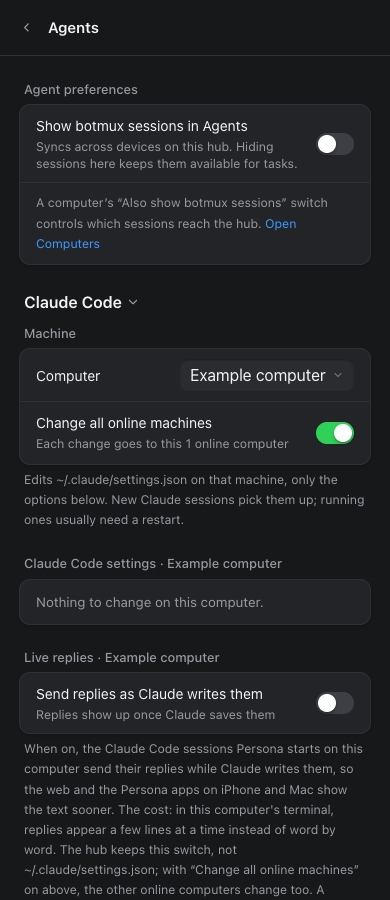 Agents
Agent preferences
Show botmux sessions in Agents
Syncs across devices on this hub. Hiding
sessions here keeps them available for tasks.
A computer's “Also show botmux sessions” switch
controls which sessions reach the hub. Open
Computers
Claude Code
Machine
Computer
Example computer
Change all online machines
Each change goes to this 1 online computer
Edits ~/.claude/settings.json on that machine, only the
options below. New Claude sessions pick them up; running
ones usually need a restart.
Claude Code settings · Example computer
Nothing to change on this computer.
Live replies · Example computer
Send replies as Claude writes them
Replies show up once Claude saves them
When on, the Claude Code sessions Persona starts on this
computer send their replies while Claude writes them, so
the web and the Persona apps on iPhone and Mac show
the text sooner. The cost: in this computer's terminal,
replies appear a few lines at a time instead of word by
word. The hub keeps this switch, not
~/.claude/settings.json; with “Change all online machines”
on above, the other online computers change too. A